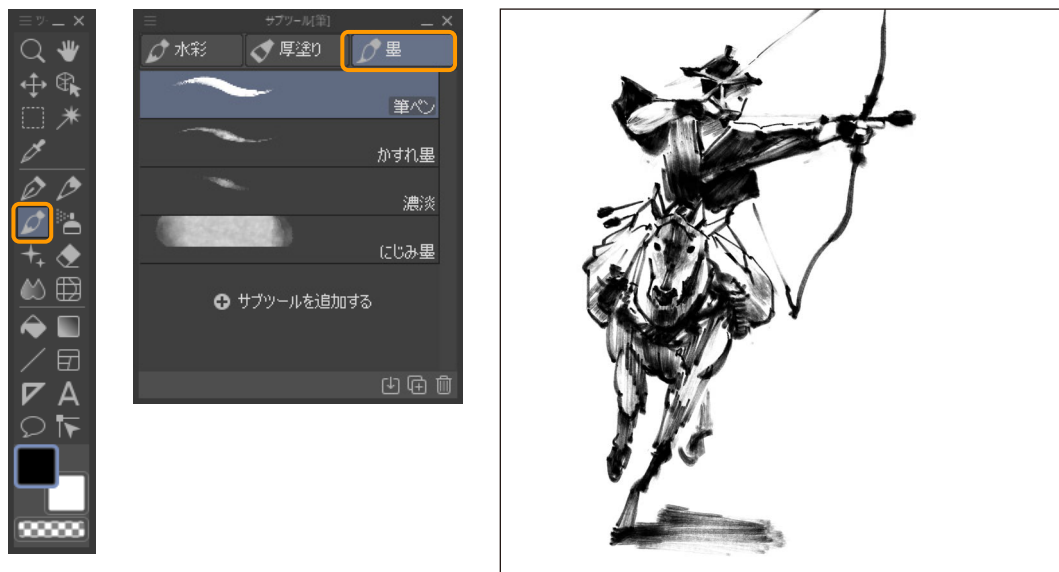 ツ
サブツール[筆]
水彩
厚塗り
墨
筆ペン
かすれ墨
濃淡
にじみ墨
サブツールを追加する
A